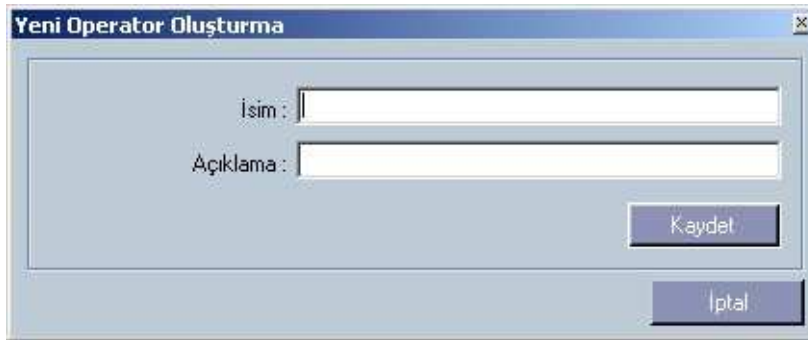 Yeni Operator Oluşturma
İsim :
Açıklama :
Kaydet
İptal